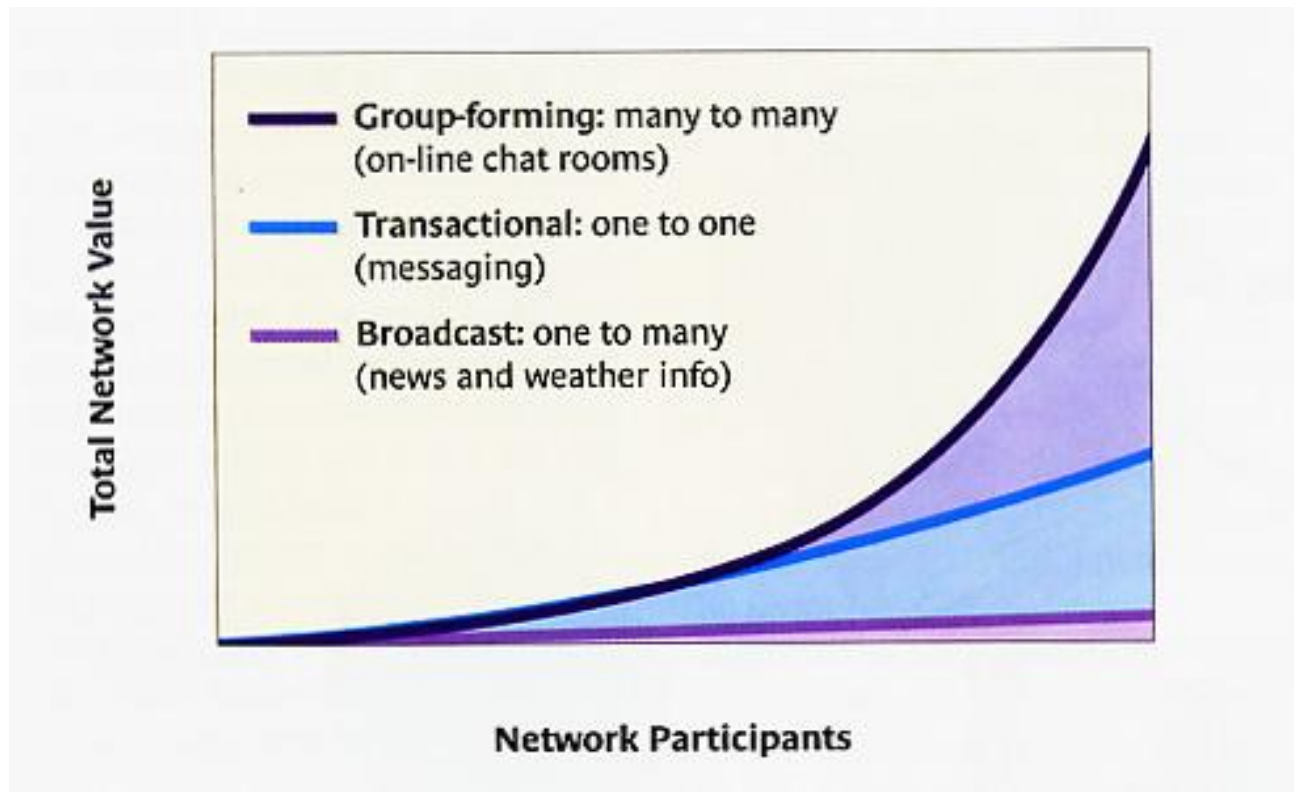 Group-forming: many to many
(on-line chat rooms)
Transactional: one to one
(messaging)
Broadcast: one to many
(news and weather info)
Total Network Value
Network Participants